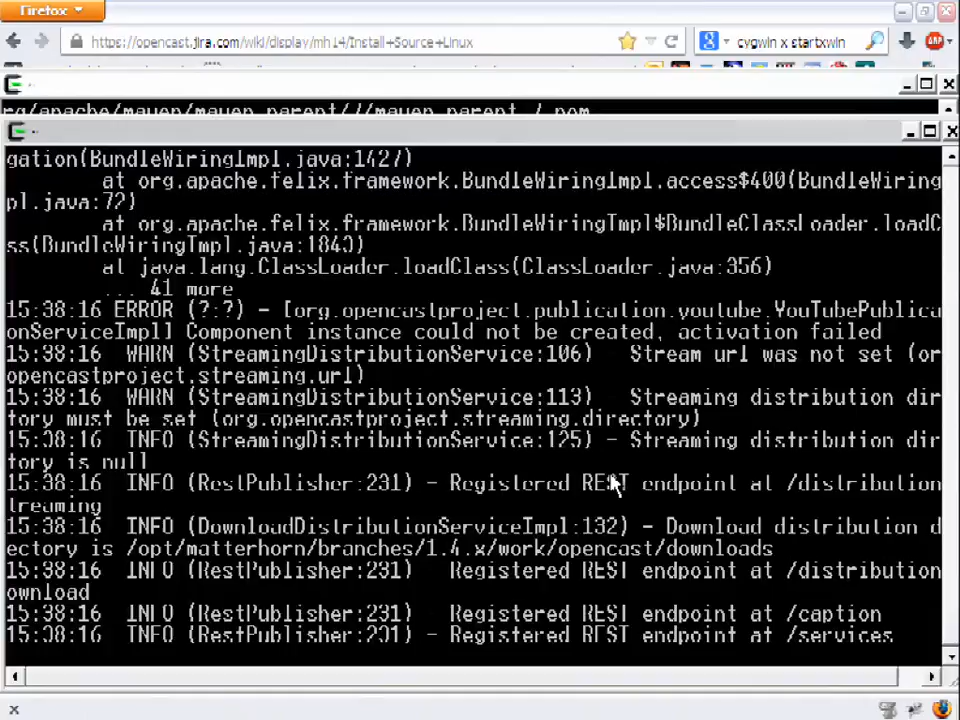 Firefox
https://opencast.jira.com/wiki/display/mh14/Install+Source+Linux
cygwin x startxwin
ABP
rg/apache/maven/maven-parent/7/maven-parent-7.pom
gation(BundleWiringImpl.java:1427)
at org.apache.felix.framework.BundleWiringImpl.access$400(BundleWiring
pl.java:72)
at org.apache.felix.framework.BundleWiringImpl$BundleClassLoader.loadC
ss(BundleWiringImpl.java:1843)
at java.lang.ClassLoader.loadClass(ClassLoader.java:356)
... 41 more
15:38:16 ERROR (?:?) - [org.opencastproject.publication.youtube.YouTubePublica
onServiceImpl] Component instance could not be created, activation failed
15:38:16  WARN (StreamingDistributionService:106) - Stream url was not set (or
opencastproject.streaming.url)
15:38:16  WARN (StreamingDistributionService:113) - Streaming distribution dir
tory must be set (org.opencastproject.streaming.directory)
15:38:16  INFO (StreamingDistributionService:125) - Streaming distribution dir
tory is null
15:38:16  INFO (RestPublisher:231) - Registered REST endpoint at /distribution
treaming
15:38:16  INFO (DownloadDistributionServiceImpl:132) - Download distribution d
ectory is /opt/matterhorn/branches/1.4.x/work/opencast/downloads
15:38:16  INFO (RestPublisher:231) - Registered REST endpoint at /distribution
ownload
15:38:16  INFO (RestPublisher:231) - Registered REST endpoint at /caption
15:38:16  INFO (RestPublisher:231) - Registered REST endpoint at /services